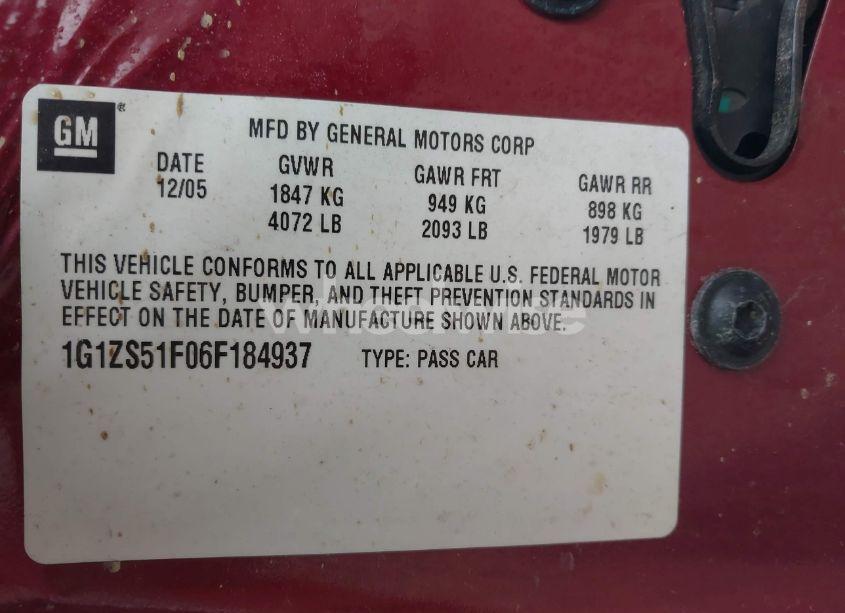 GM ®
MFD BY GENERAL MOTORS CORP
DATE GVWR GAWR FRT GAWR RR
12/05 1847 KG 949 KG 898 KG
4072 LB 2093 LB 1979 LB
THIS VEHICLE CONFORMS TO ALL APPLICABLE U.S. FEDERAL MOTOR
VEHICLE SAFETY, BUMPER, AND THEFT PREVENTION STANDARDS IN
EFFECT ON THE DATE OF MANUFACTURE SHOWN ABOVE.
1G1ZS51F06F184937 TYPE: PASS CAR